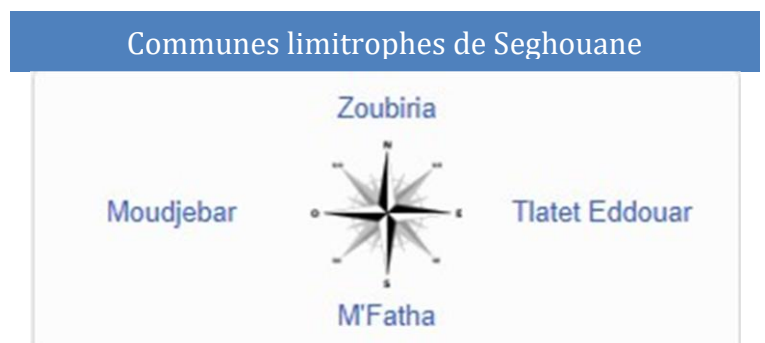 Communes limitrophes de Seghouane
Zoubiria
N
Moudjebar
O
E
Tlatet Eddouar
S
M'Fatha